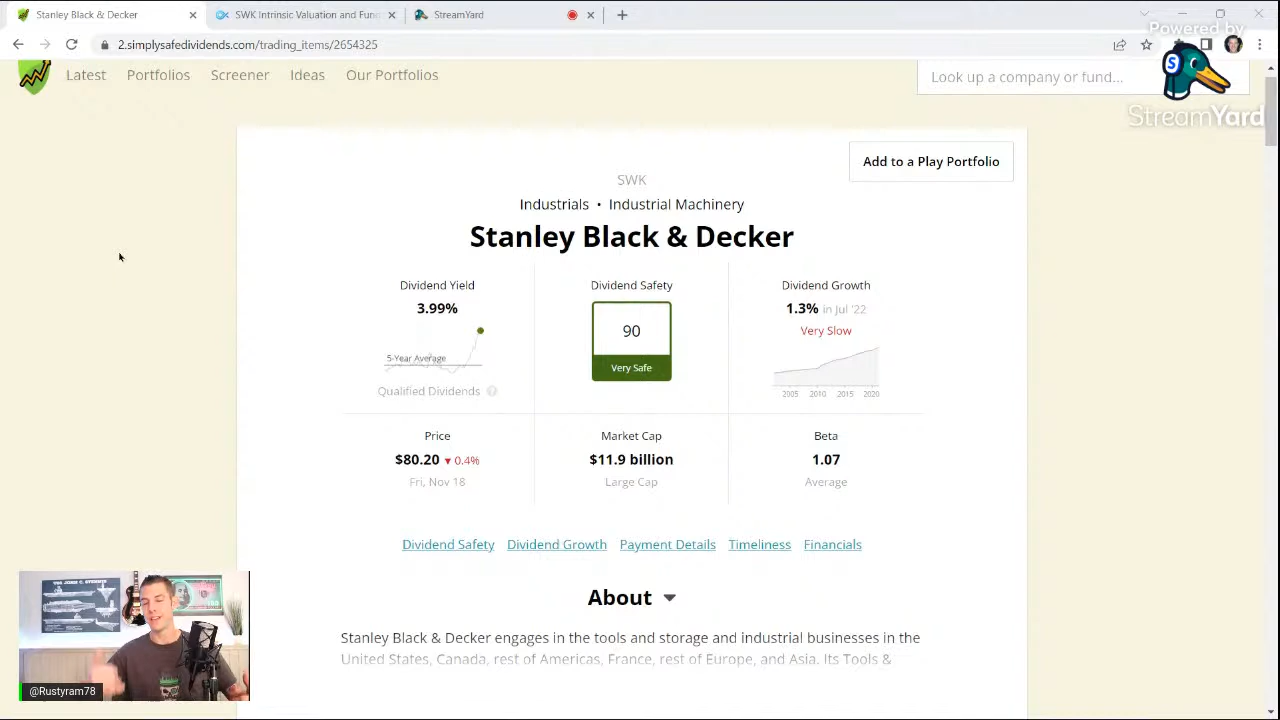 Stanley Black & Decker
SWK Intrinsic Valuation and Fun
StreamYard
2.simplysafedividends.com/trading_items/2654325
Powered by
StreamYard
Latest
Portfolios
Screener
Ideas
Our Portfolios
Look up a company or fund...
Add to a Play Portfolio
SWK
Industrials • Industrial Machinery
Stanley Black & Decker
Dividend Yield
3.99%
5-Year Average
Qualified Dividends ?
Dividend Safety
90
Very Safe
Dividend Growth
1.3% in Jul '22
Very Slow
2005 2010 2015 2020
Price
$80.20 ▼ 0.4%
Fri, Nov 18
Market Cap
$11.9 billion
Large Cap
Beta
1.07
Average
Dividend Safety Dividend Growth Payment Details Timeliness Financials
About
Stanley Black & Decker engages in the tools and storage and industrial businesses in the
United States, Canada, rest of Americas, France, rest of Europe, and Asia. Its Tools &
@Rustyram78